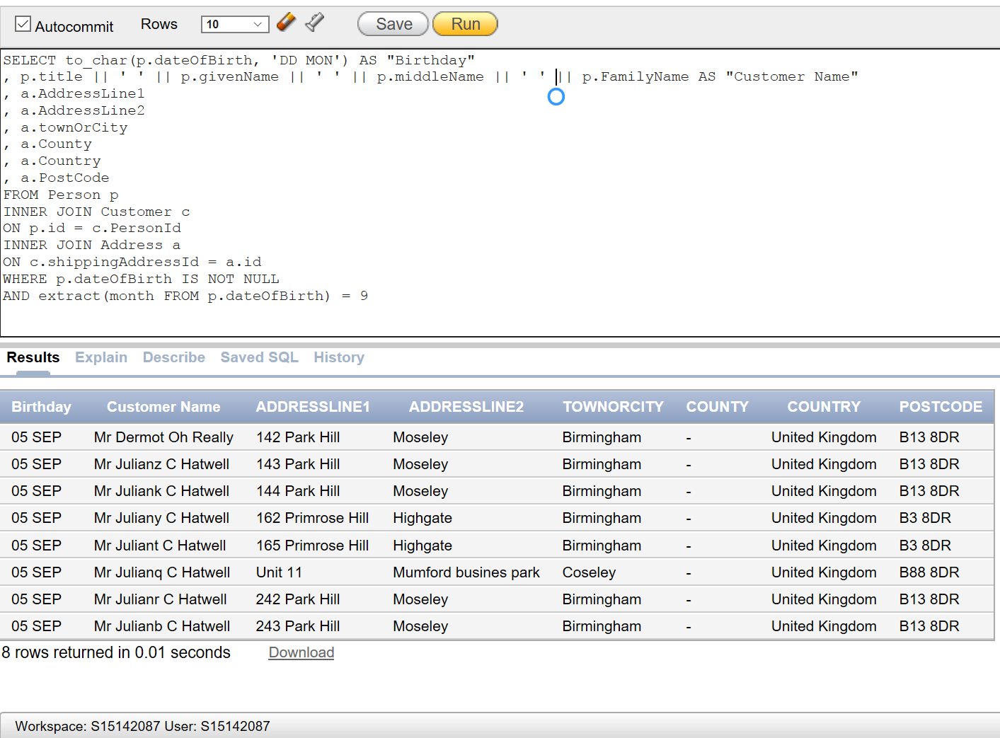 Autocommit Rows 10 Save Run
SELECT to_char(p.dateOfBirth, 'DD MON') AS "Birthday"
, p.title || ' ' || p.givenName || ' ' || p.middleName || ' ' || p.FamilyName AS "Customer Name"
, a.AddressLine1
, a.AddressLine2
, a.townOrCity
, a.County
, a.Country
, a.PostCode
FROM Person p
INNER JOIN Customer c
ON p.id = c.PersonId
INNER JOIN Address a
ON c.shippingAddressId = a.id
WHERE p.dateOfBirth IS NOT NULL
AND extract(month FROM p.dateOfBirth) = 9
Results Explain Describe Saved SQL History
Birthday Customer Name ADDRESSLINE1 ADDRESSLINE2 TOWNORCITY COUNTY COUNTRY POSTCODE
05 SEP Mr Dermot Oh Really 142 Park Hill Moseley Birmingham - United Kingdom B13 8DR
05 SEP Mr Julianz C Hatwell 143 Park Hill Moseley Birmingham - United Kingdom B13 8DR
05 SEP Mr Juliank C Hatwell 144 Park Hill Moseley Birmingham - United Kingdom B13 8DR
05 SEP Mr Juliany C Hatwell 162 Primrose Hill Highgate Birmingham - United Kingdom B3 8DR
05 SEP Mr Juliant C Hatwell 165 Primrose Hill Highgate Birmingham - United Kingdom B3 8DR
05 SEP Mr Julianq C Hatwell Unit 11 Mumford busines park Coseley - United Kingdom B88 8DR
05 SEP Mr Julianr C Hatwell 242 Park Hill Moseley Birmingham - United Kingdom B13 8DR
05 SEP Mr Julianb C Hatwell 243 Park Hill Moseley Birmingham - United Kingdom B13 8DR
8 rows returned in 0.01 seconds Download
Workspace: S15142087 User: S15142087